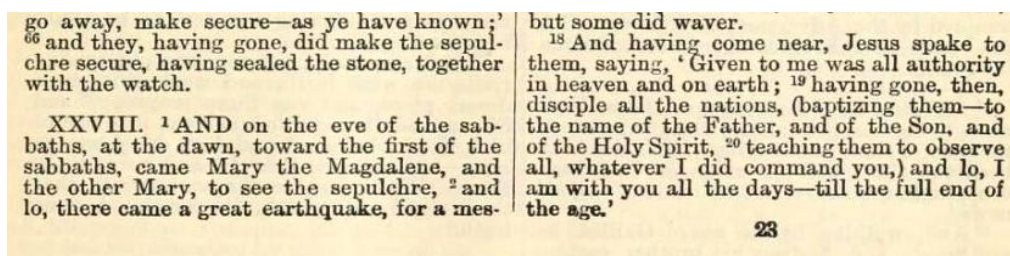 go away, make secure—as ye have known;'
66 and they, having gone, did make the sepul-
chre secure, having sealed the stone, together
with the watch.
XXVIII. 1 AND on the eve of the sab-
baths, at the dawn, toward the first of the
sabbaths, came Mary the Magdalene, and
the other Mary, to see the sepulchre, 2 and
lo, there came a great earthquake, for a mes-
but some did waver.
18 And having come near, Jesus spake to
them, saying, ‘Given to me was all authority
in heaven and on earth; 19 having gone, then,
disciple all the nations, (baptizing them—to
the name of the Father, and of the Son, and
of the Holy Spirit, 20 teaching them to observe
all, whatever I did command you,) and lo, I
am with you all the days—till the full end of
the age.’
23